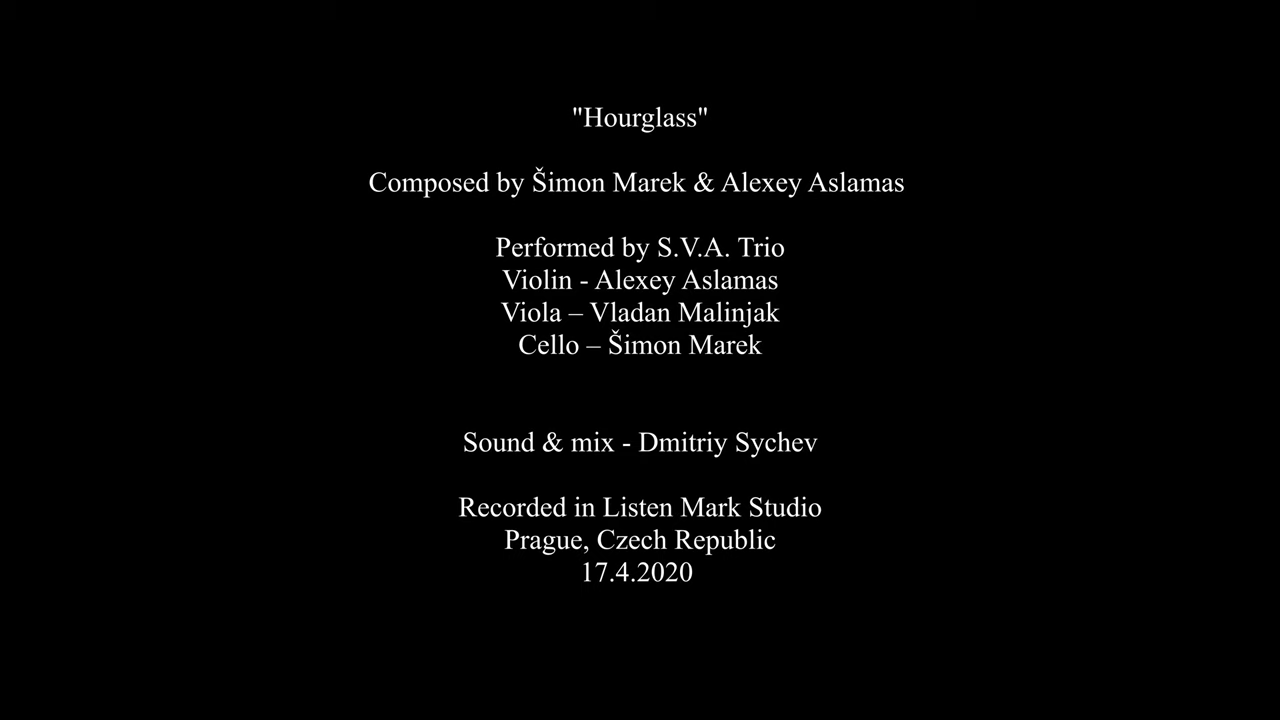 "Hourglass"
Composed by Šimon Marek & Alexey Aslamas
Performed by S.V.A. Trio
Violin - Alexey Aslamas
Viola – Vladan Malinjak
Cello – Šimon Marek
Sound & mix - Dmitriy Sychev
Recorded in Listen Mark Studio
Prague, Czech Republic
17.4.2020